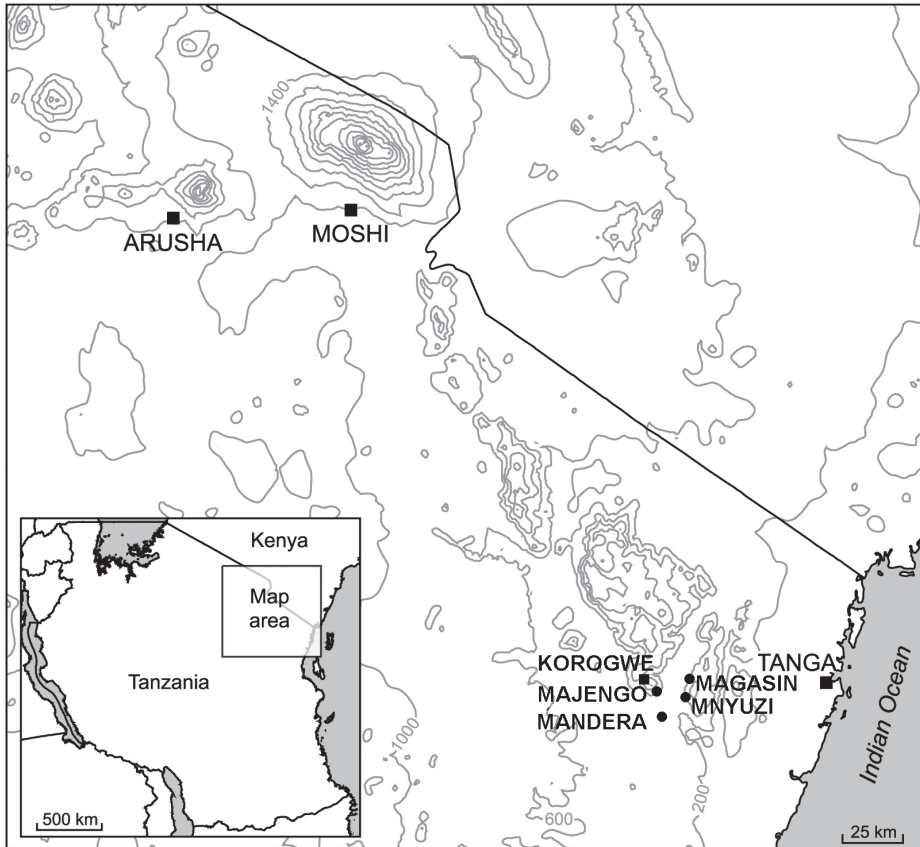 1400
ARUSHA
MOSHI
Kenya
Map
area
Tanzania
500 km
KOROGWE
TANGA
MAJENGO
MAGASIN
MNYUZI
MANDERA
1000
600
200
Indian Ocean
25 km